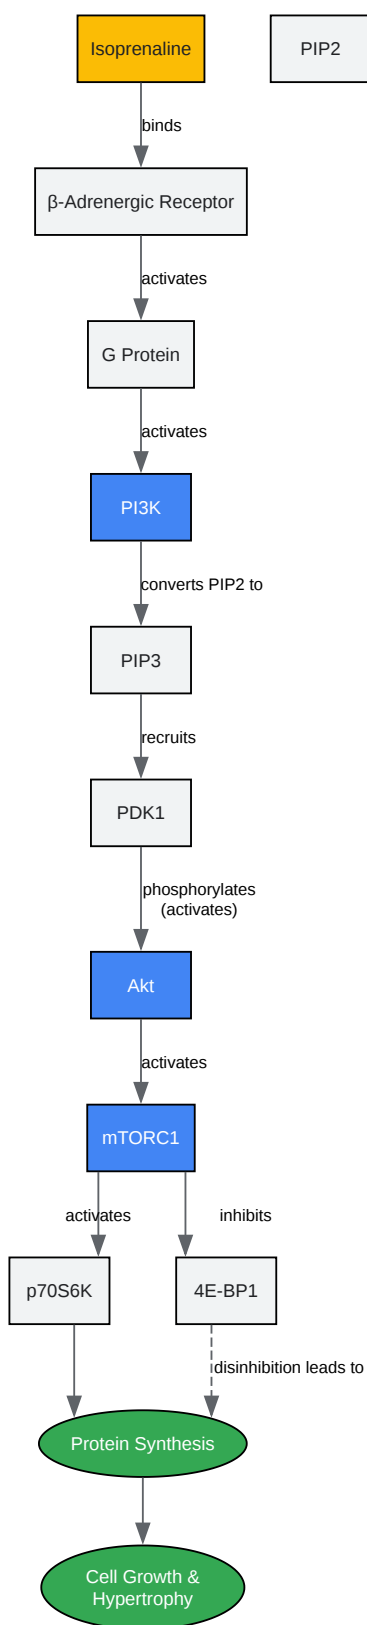 Isoprenaline
PIP2
binds
β-Adrenergic Receptor
activates
G Protein
activates
PI3K
converts PIP2 to
PIP3
recruits
PDK1
phosphorylates
(activates)
Akt
activates
mTORC1
activates
inhibits
p70S6K
4E-BP1
disinhibition leads to
Protein Synthesis
Cell Growth &
Hypertrophy